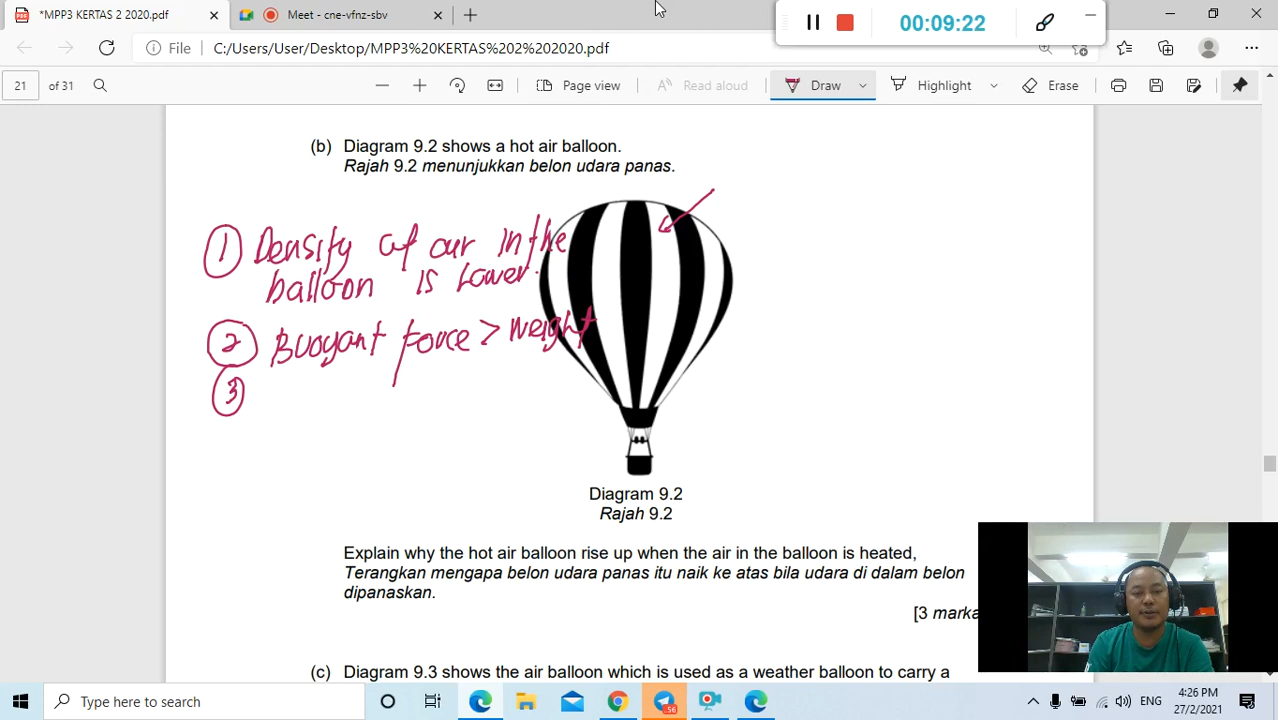 *MPP3 KERTAS 2 2020.pdf
Meet - cne-vfnz-sbv
00:09:22
File
C:/Users/User/Desktop/MPP3%20KERTAS%202%202020.pdf
21 of 31
Page view
Read aloud
Draw
Highlight
Erase
(b) Diagram 9.2 shows a hot air balloon.
Rajah 9.2 menunjukkan belon udara panas.
1 Density of air in the
balloon is Lower.
2 Buoyant force > weight
3
Diagram 9.2
Rajah 9.2
Explain why the hot air balloon rise up when the air in the balloon is heated,
Terangkan mengapa belon udara panas itu naik ke atas bila udara di dalam belon
dipanaskan.
[3 marka
(c) Diagram 9.3 shows the air balloon which is used as a weather balloon to carry a
Type here to search
56
ENG
4:26 PM
27/2/2021